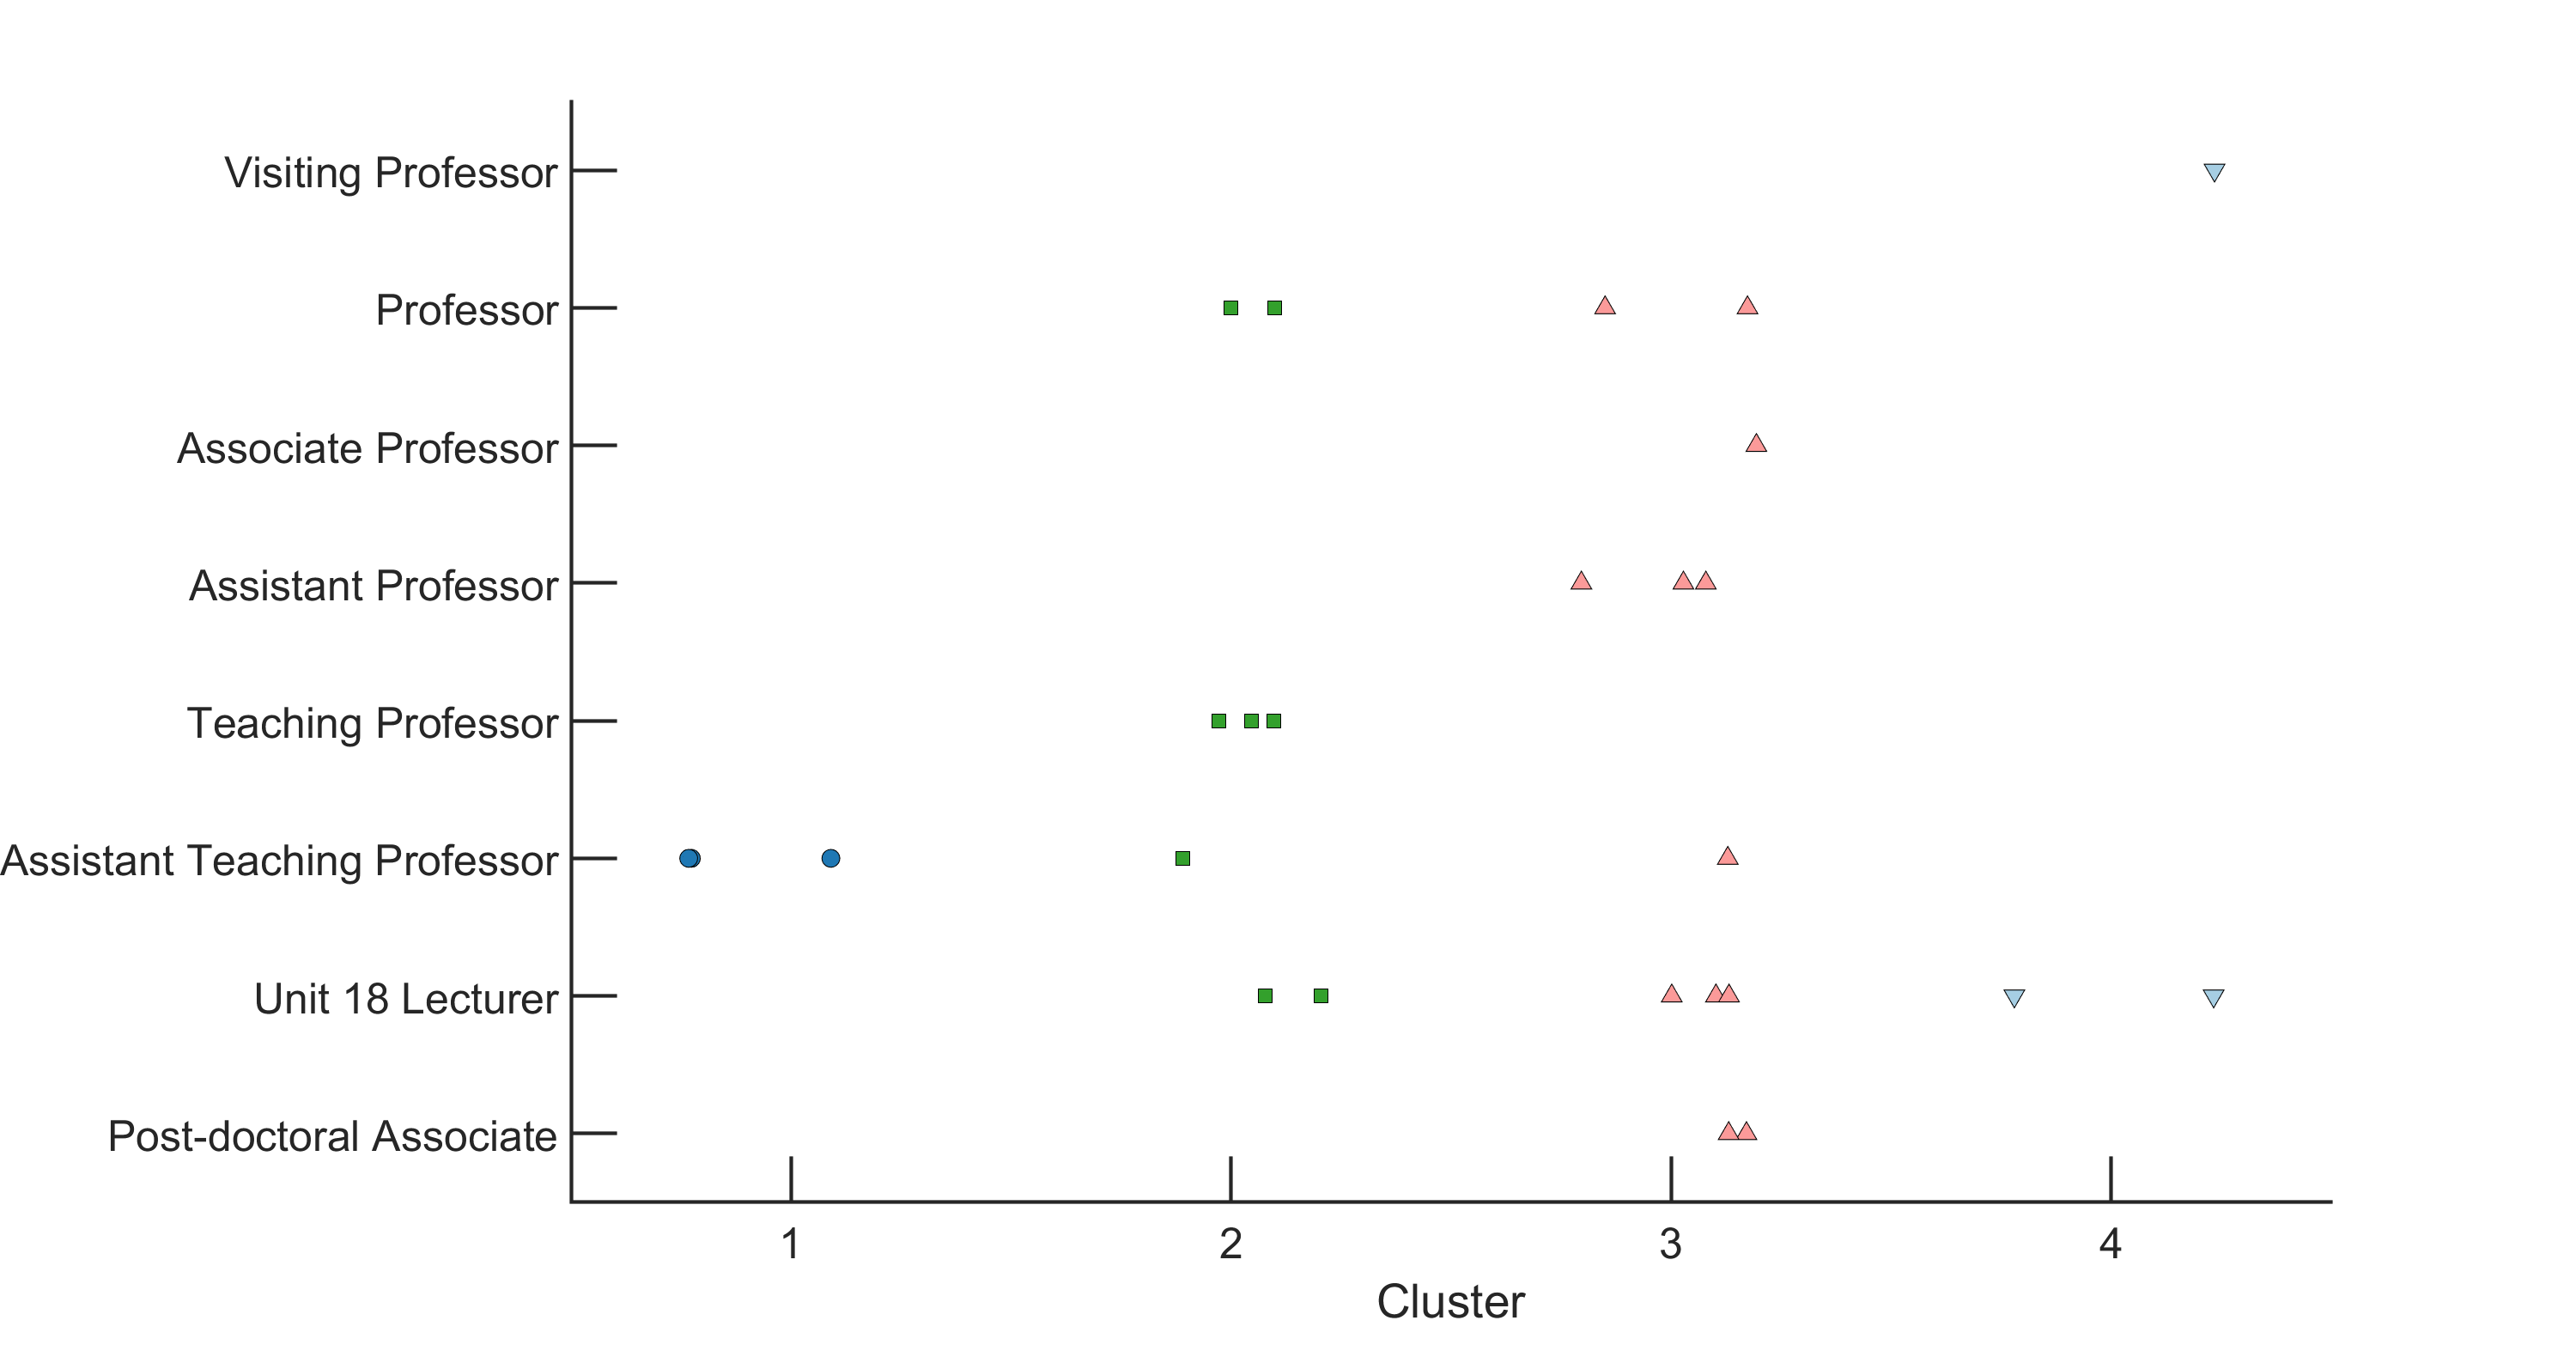 Visiting Professor
Professor
Associate Professor
Assistant Professor
Teaching Professor
Assistant Teaching Professor
Unit 18 Lecturer
Post-doctoral Associate
1 2 3 4
Cluster